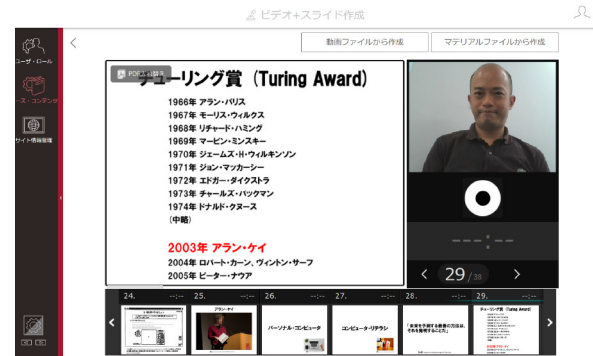 ビデオ+スライド作成
動画ファイルから作成
マテリアルファイルから作成
ユーザ・ロール
ース・コンテンツ
サイト情報管理
チューリング賞 (Turing Award)
1966年 アラン・パリス
1967年 モーリス・ウィルクス
1968年 リチャード・ハミング
1969年 マービン・ミンスキー
1970年 ジェームズ・H・ウィルキンソン
1971年 ジョン・マッカーシー
1972年 エドガー・ダイクストラ
1973年 チャールズ・バックマン
1974年 ドナルド・クヌース
(中略)
2003年 アラン・ケイ
2004年 ロバート・カーン、ヴィントン・サーフ
2005年 ピーター・ナウア
---:--
29/38
24. --:--
25. --:--
26. --:--
27. --:--
28. --:--
29. --:--
アラン・ケイ
パーソナル・コンピュータ
コンピュータ・リテラシ
「未来を予測する最善の方法は、
それを発明することだ」
チューリング賞 (Turing Award)